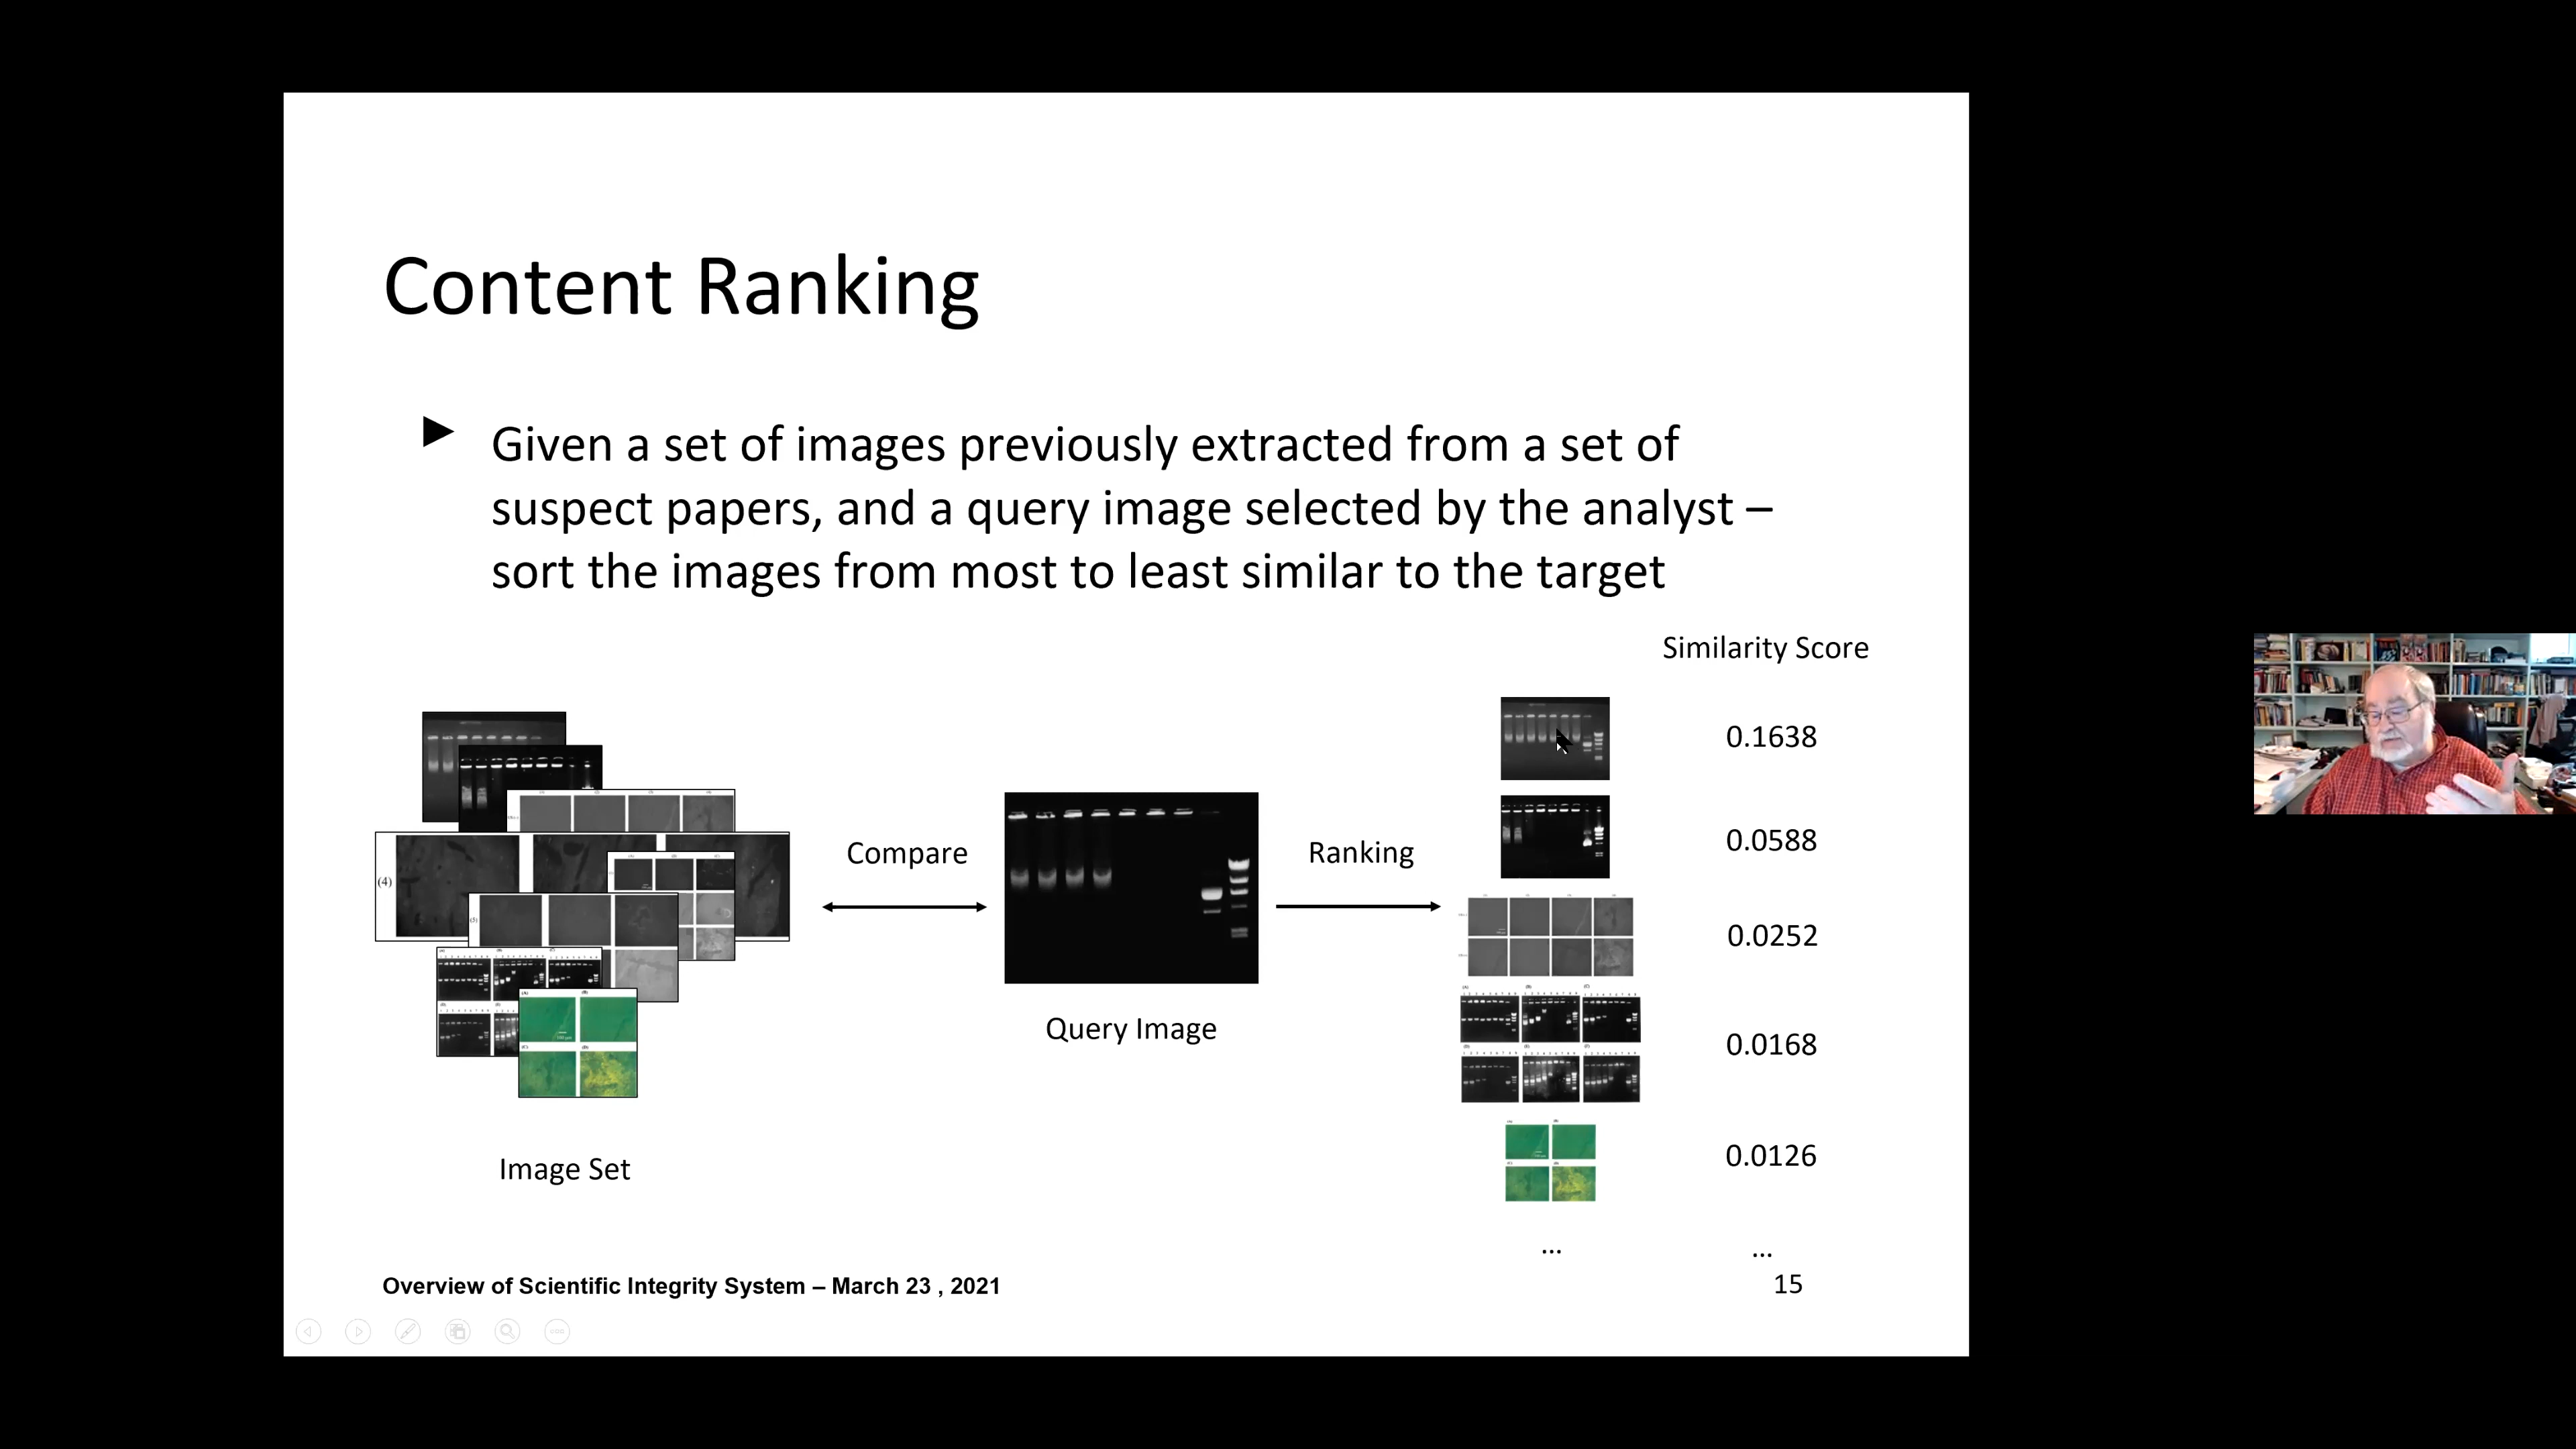 Content Ranking
► Given a set of images previously extracted from a set of
suspect papers, and a query image selected by the analyst –
sort the images from most to least similar to the target
Similarity Score
0.1638
0.0588
0.0252
0.0168
0.0126
...
...
Compare
Ranking
(4)
Query Image
Image Set
Overview of Scientific Integrity System – March 23 , 2021
15